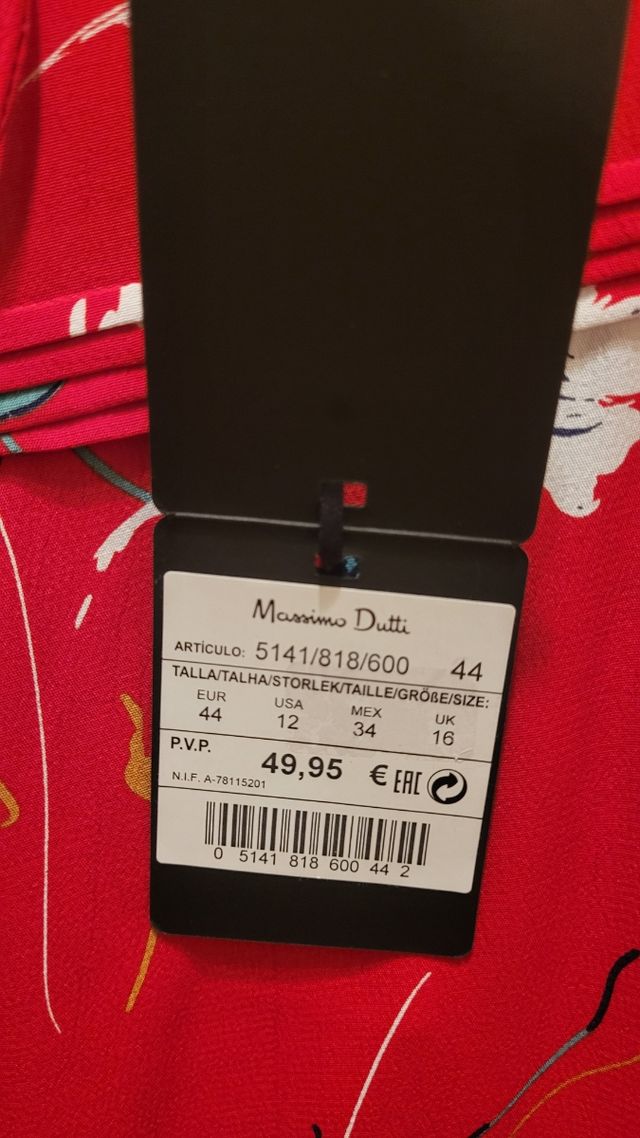 Massimo Dutti
ARTÍCULO: 5141/818/600 44
TALLA/TALHA/STORLEK/TAILLE/GRÖßE/SIZE:
EUR USA MEX UK
44 12 34 16
P.V.P. 49,95 € EAC
N.I.F. A-78115201
0 5141 818 600 44 2